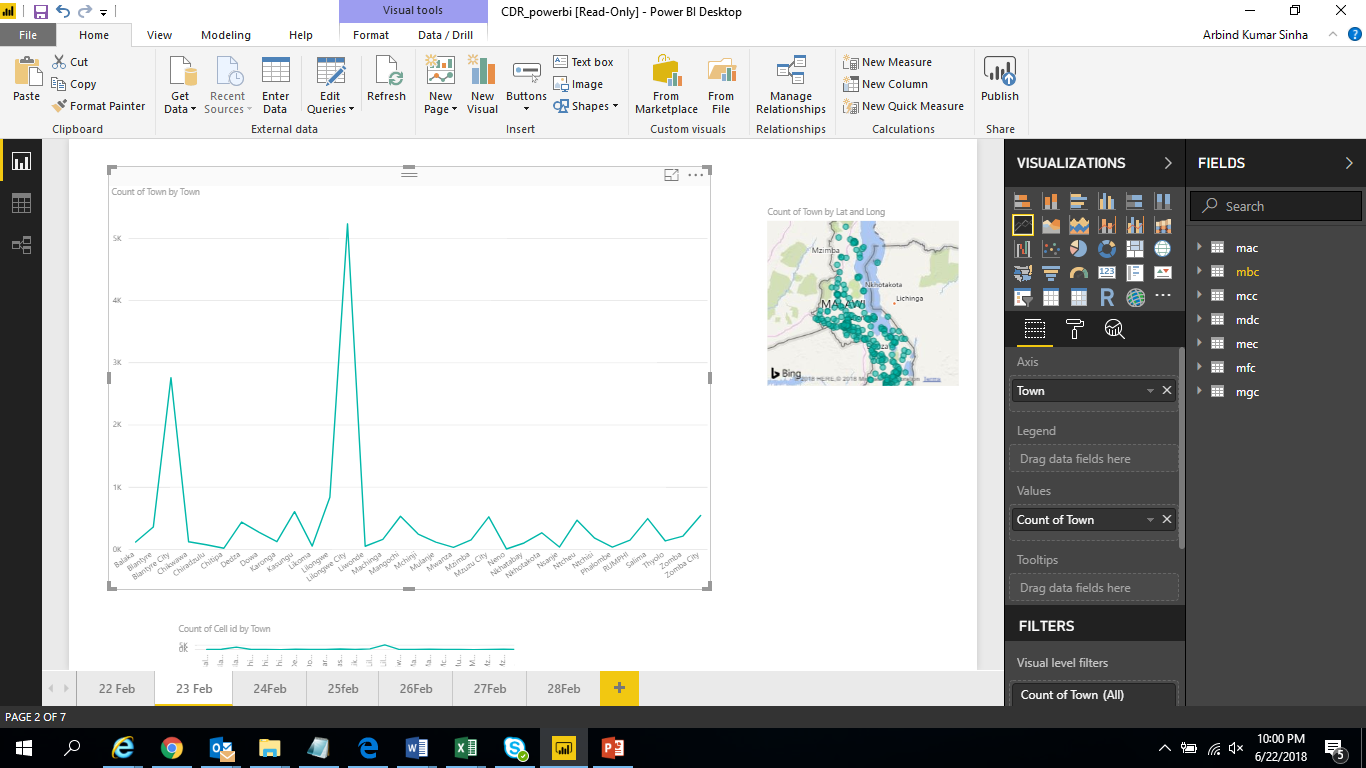 Visual tools
CDR_powerbi [Read-Only] - Power BI Desktop
File
Home
View
Modeling
Help
Format
Data / Drill
Arbind Kumar Sinha
Paste
Cut
Copy
Format Painter
Clipboard
Get Data
Recent Sources
Enter Data
Edit Queries
Refresh
External data
New Page
New Visual
Buttons
Text box
Image
Shapes
Insert
From Marketplace
From File
Custom visuals
Manage Relationships
Relationships
New Measure
New Column
New Quick Measure
Calculations
Publish
Share
Count of Town by Town
5K
4K
3K
2K
1K
0K
Balaka
Blantyre
Blantyre City
Chikwawa
Chiradzulu
Chitipa
Dedza
Dowa
Karonga
Kasungu
Likoma
Lilongwe
Lilongwe City
Liwonde
Machinga
Mangochi
Mchinji
Mulanje
Mwanza
Mzimba
Mzuzu City
Neno
Nkhatabay
Nkhotakota
Nsanje
Ntcheu
Ntchisi
Phalombe
RUMPHI
Salima
Thyolo
Zomba
Zomba City
Count of Town by Lat and Long
Mzimba
Nkhotakota
Lichinga
MALAWI
Bing
Terms
Count of Cell id by Town
5K
0K
VISUALIZATIONS
Axis
Town
Legend
Drag data fields here
Values
Count of Town
Tooltips
Drag data fields here
FILTERS
Visual level filters
Count of Town (All)
FIELDS
Search
mac
mbc
mcc
mdc
mec
mfc
mgc
22 Feb
23 Feb
24Feb
25feb
26Feb
27Feb
28Feb
PAGE 2 OF 7
10:00 PM
6/22/2018
5